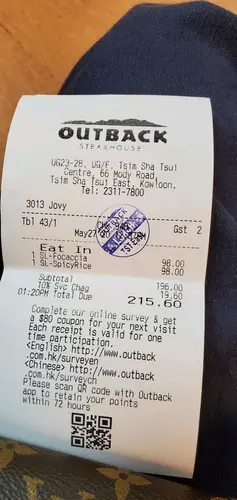 OUTBACK
STEAKHOUSE
UG23-28, UG/F, Tsim Sha Tsui
Centre, 66 Mody Road,
Tsim Sha Tsui East, Kowloon.
Tel: 2311-7800
3013 Jovy
Tbl 43/1 Gst 2
May27
Eat In
1 SL-Focaccia 98.00
1 SL-SpicyRice 98.00
Subtotal 196.00
10% Svc Chag 19.60
01:20PM Total Due 215.60
Complete our online survey & get
a $80 coupon for your next visit
Each receipt is valid for one
time participation.
<English> http://www.outback
.com.hk/surveyen
<Chinese> http://www.outback
.com.hk/surveych
please scan QR code with Outback
app to retain your points
within 72 hours